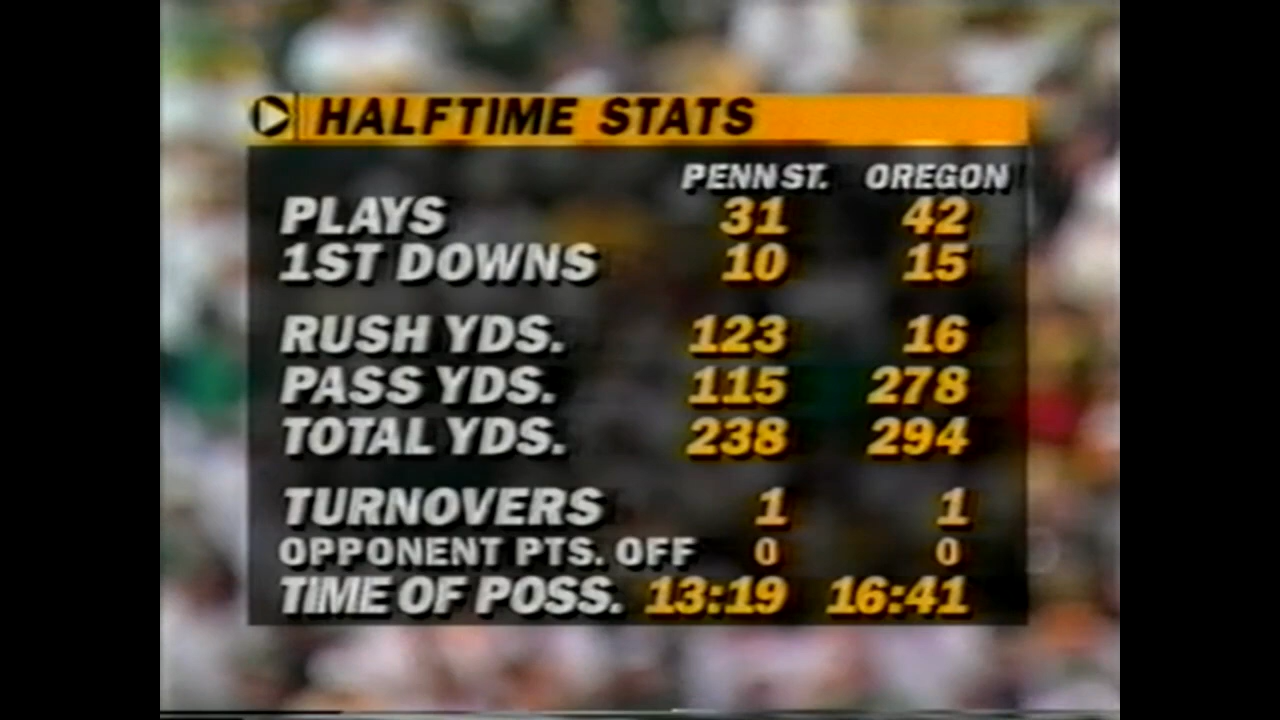 HALFTIME STATS
PENN ST. OREGON
PLAYS 31 42
1ST DOWNS 10 15
RUSH YDS. 123 16
PASS YDS. 115 278
TOTAL YDS. 238 294
TURNOVERS 1 1
OPPONENT PTS. OFF 0 0
TIME OF POSS. 13:19 16:41